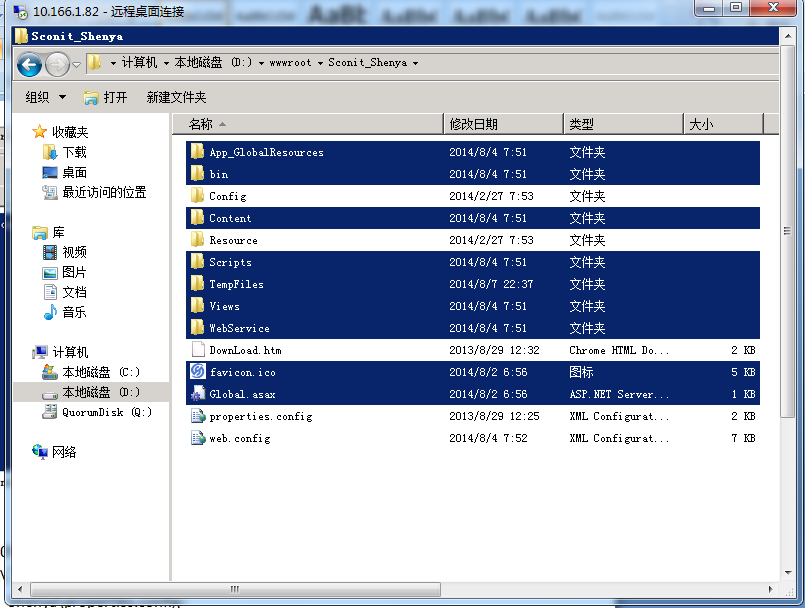 10.166.1.82 - 远程桌面连接
AaBb
Sconit_Shenya
计算机 本地磁盘 (D:) wwwroot Sconit_Shenya
组织 打开 新建文件夹
收藏夹
下载
桌面
最近访问的位置
库
视频
图片
文档
音乐
计算机
本地磁盘 (C:)
本地磁盘 (D:)
QuorumDisk (Q:)
网络
名称 修改日期 类型 大小
App_GlobalResources 2014/8/4 7:51 文件夹
bin 2014/8/4 7:51 文件夹
Config 2014/2/27 7:53 文件夹
Content 2014/8/4 7:51 文件夹
Resource 2014/2/27 7:53 文件夹
Scripts 2014/8/4 7:51 文件夹
TempFiles 2014/8/7 22:37 文件夹
Views 2014/8/4 7:51 文件夹
WebService 2014/8/4 7:51 文件夹
DownLoad.htm 2013/8/29 12:32 Chrome HTML Do... 2 KB
favicon.ico 2014/8/2 6:56 图标 5 KB
Global.asax 2014/8/2 6:56 ASP.NET Server... 1 KB
properties.config 2013/8/29 12:25 XML Configurat... 2 KB
web.config 2014/8/4 7:52 XML Configurat... 7 KB